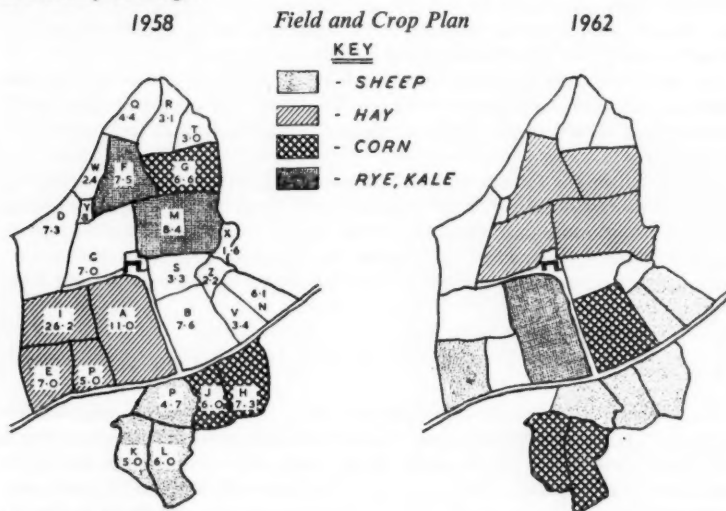 1958 Field and Crop Plan 1962
KEY
- SHEEP
- HAY
- CORN
- RYE, KALE
Q
4.4
R
3.1
T
3.0
W
2.4
F
7.5
G
6.6
Y
.8
M
8.4
D
7.3
X
1.6
C
7.0
S
3.3
Z
2.2
6.1
N
I
26.2
A
11.0
B
7.6
V
3.4
E
7.0
P
5.0
P
4.7
J
6.0
H
7.3
K
5.0
L
6.0